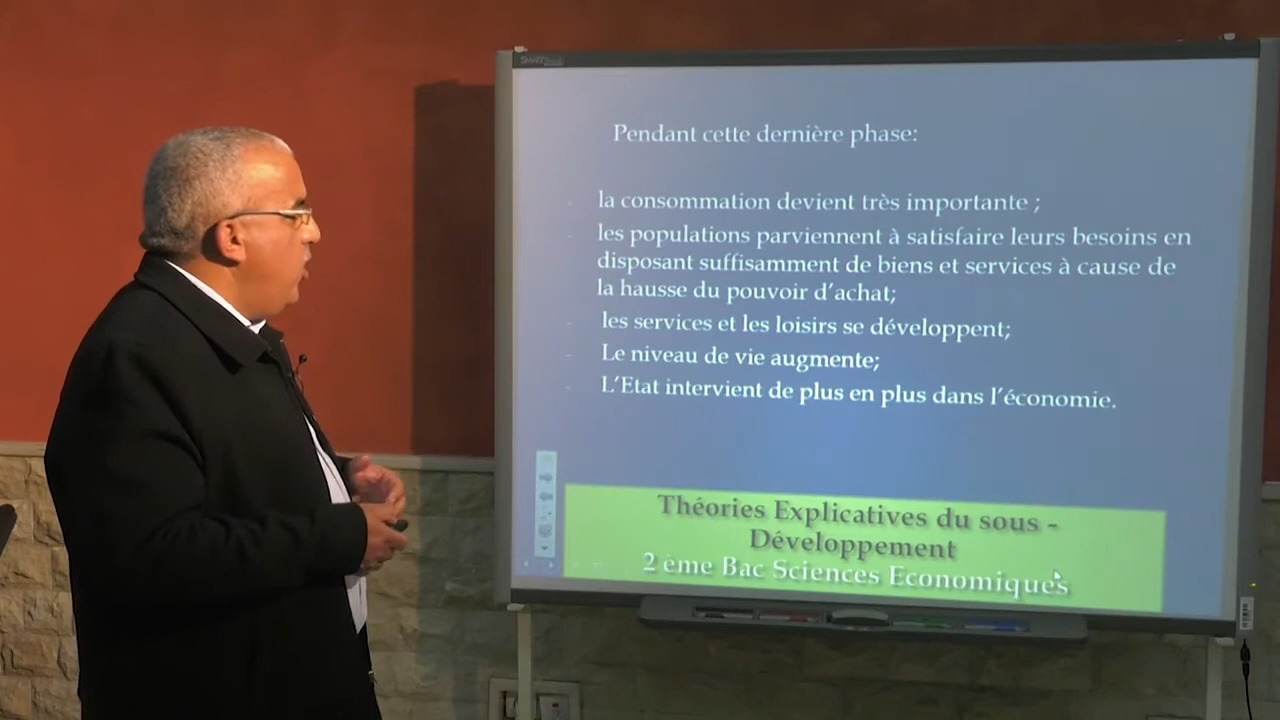 SMART
Pendant cette dernière phase:
- la consommation devient très importante ;
- les populations parviennent à satisfaire leurs besoins en
disposant suffisamment de biens et services à cause de
la hausse du pouvoir d’achat;
- les services et les loisirs se développent;
- Le niveau de vie augmente;
- L’Etat intervient de plus en plus dans l’économie.
Théories Explicatives du sous -
Développement
2 ème Bac Sciences Economiques